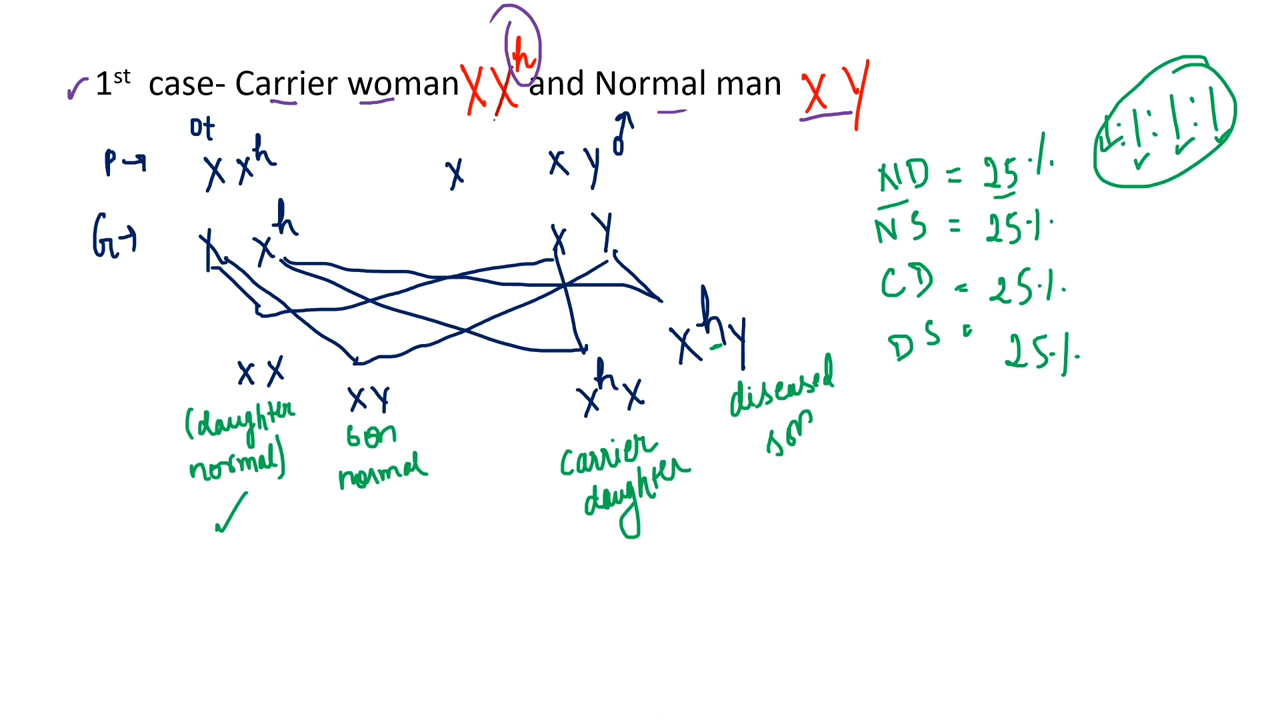 1st case- Carrier woman XXh and Normal man XY
P→ XXh X XY♂
G→ X Xh X Y
XX XY XhX XhY
(daughter normal)
son normal
carrier daughter
diseased son
ND = 25%
NS = 25%
CD = 25%
DS = 25%
1:1:1:1